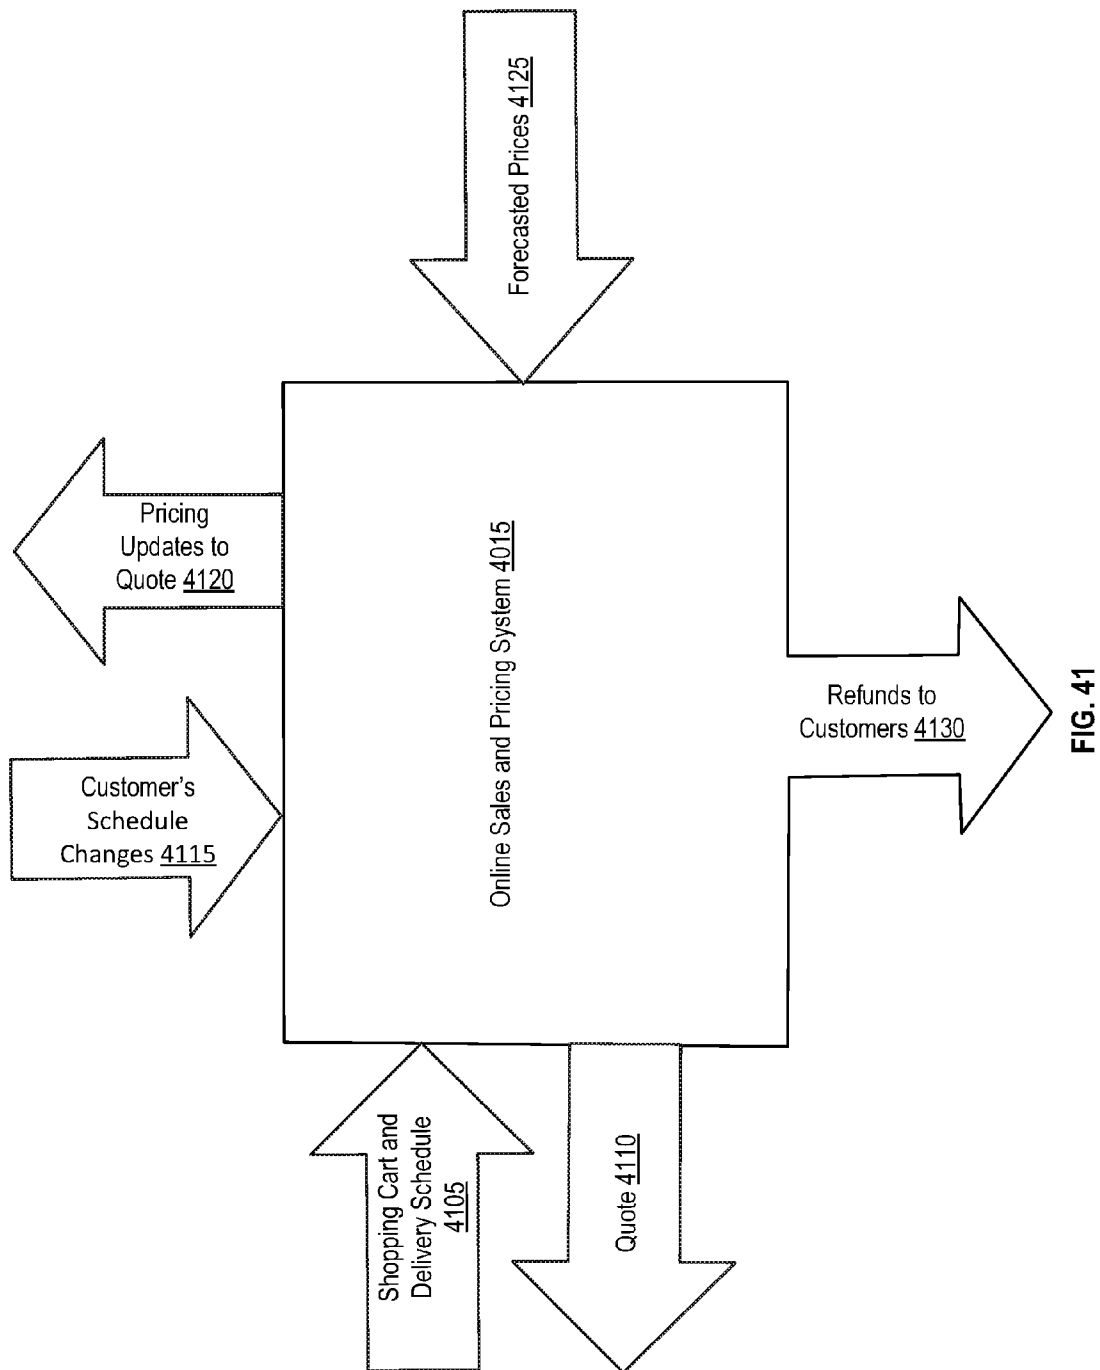 Forecasted Prices 4125
Pricing
Updates to
Quote 4120
Customer’s
Schedule
Changes 4115
Online Sales and Pricing System 4015
Refunds to
Customers 4130
Shopping Cart and
Delivery Schedule
4105
Quote 4110
FIG. 41